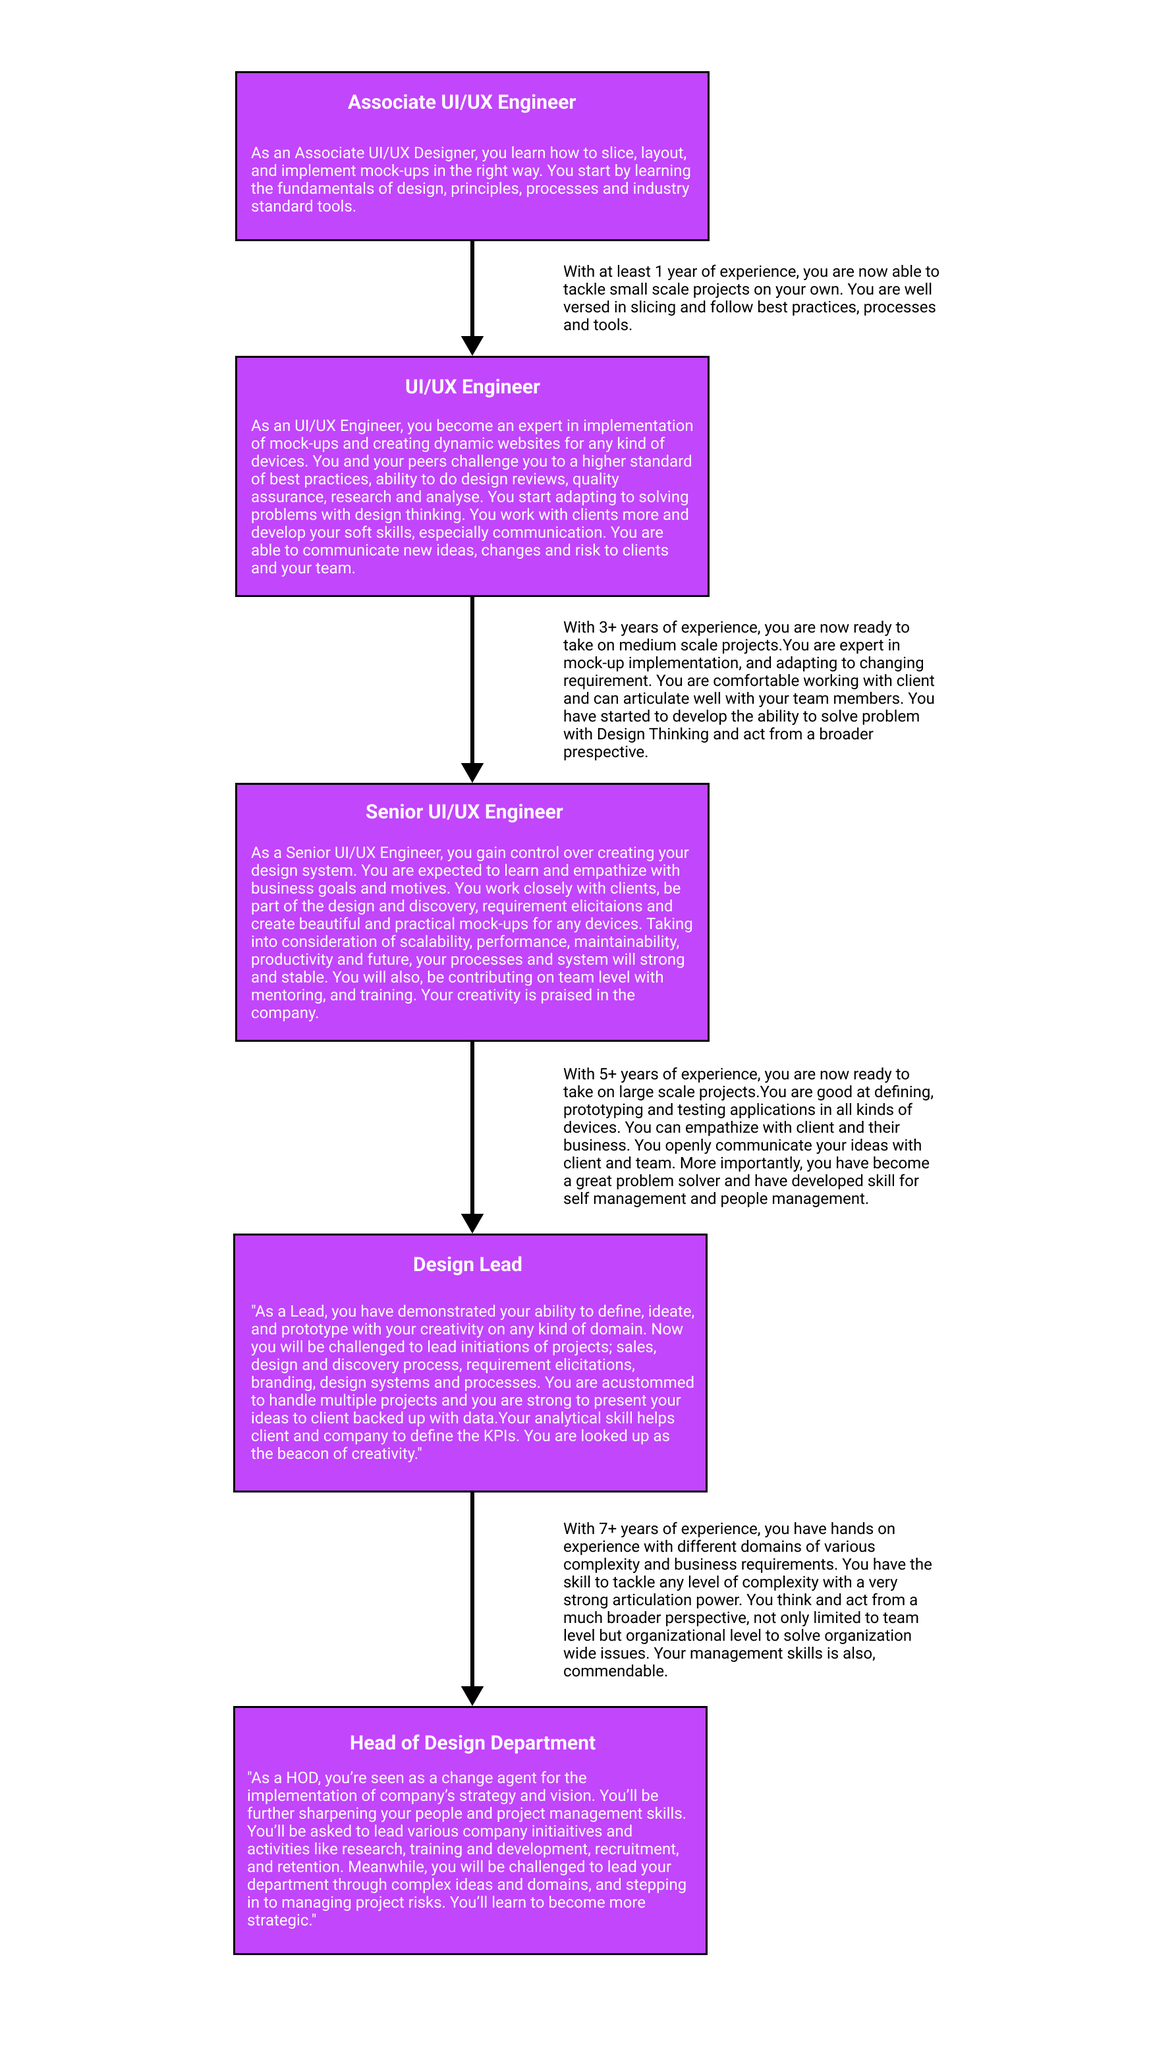 Associate UI/UX Engineer
As an Associate UI/UX Designer, you learn how to slice, layout,
and implement mock-ups in the right way. You start by learning
the fundamentals of design, principles, processes and industry
standard tools.
With at least 1 year of experience, you are now able to
tackle small scale projects on your own. You are well
versed in slicing and follow best practices, processes
and tools.
UI/UX Engineer
As an UI/UX Engineer, you become an expert in implementation
of mock-ups and creating dynamic websites for any kind of
devices. You and your peers challenge you to a higher standard
of best practices, ability to do design reviews, quality
assurance, research and analyse. You start adapting to solving
problems with design thinking. You work with clients more and
develop your soft skills, especially communication. You are
able to communicate new ideas, changes and risk to clients
and your team.
With 3+ years of experience, you are now ready to
take on medium scale projects.You are expert in
mock-up implementation, and adapting to changing
requirement. You are comfortable working with client
and can articulate well with your team members. You
have started to develop the ability to solve problem
with Design Thinking and act from a broader
prespective.
Senior UI/UX Engineer
As a Senior UI/UX Engineer, you gain control over creating your
design system. You are expected to learn and empathize with
business goals and motives. You work closely with clients, be
part of the design and discovery, requirement elicitaions and
create beautiful and practical mock-ups for any devices. Taking
into consideration of scalability, performance, maintainability,
productivity and future, your processes and system will strong
and stable. You will also, be contributing on team level with
mentoring, and training. Your creativity is praised in the
company.
With 5+ years of experience, you are now ready to
take on large scale projects.You are good at defining,
prototyping and testing applications in all kinds of
devices. You can empathize with client and their
business. You openly communicate your ideas with
client and team. More importantly, you have become
a great problem solver and have developed skill for
self management and people management.
Design Lead
"As a Lead, you have demonstrated your ability to define, ideate,
and prototype with your creativity on any kind of domain. Now
you will be challenged to lead initiations of projects; sales,
design and discovery process, requirement elicitations,
branding, design systems and processes. You are acustommed
to handle multiple projects and you are strong to present your
ideas to client backed up with data.Your analytical skill helps
client and company to define the KPIs. You are looked up as
the beacon of creativity."
With 7+ years of experience, you have hands on
experience with different domains of various
complexity and business requirements. You have the
skill to tackle any level of complexity with a very
strong articulation power. You think and act from a
much broader perspective, not only limited to team
level but organizational level to solve organization
wide issues. Your management skills is also,
commendable.
Head of Design Department
"As a HOD, you’re seen as a change agent for the
implementation of company’s strategy and vision. You’ll be
further sharpening your people and project management skills.
You’ll be asked to lead various company initiaitives and
activities like research, training and development, recruitment,
and retention. Meanwhile, you will be challenged to lead your
department through complex ideas and domains, and stepping
in to managing project risks. You’ll learn to become more
strategic."